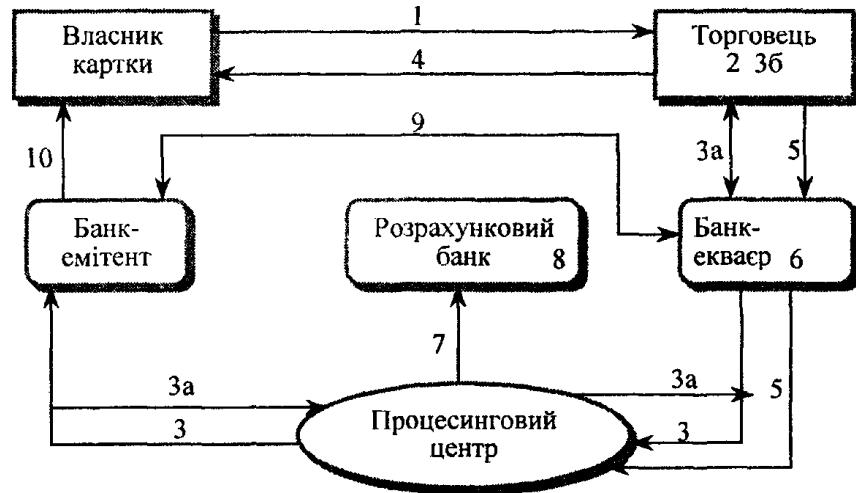 1
Власник
картки
Торговець
2 3б
4
9
10
3а
5
Банк-
емітент
Розрахунковий
банк 8
Банк-
екваєр 6
7
3а
3а
5
Процесинговий
центр
3
3